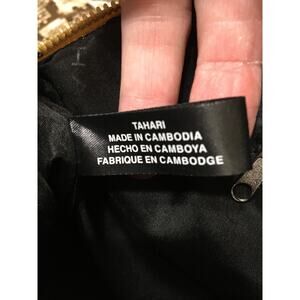 TAHARI
MADE IN CAMBODIA
HECHO EN CAMBOYA
FABRIQUE EN CAMBODGE